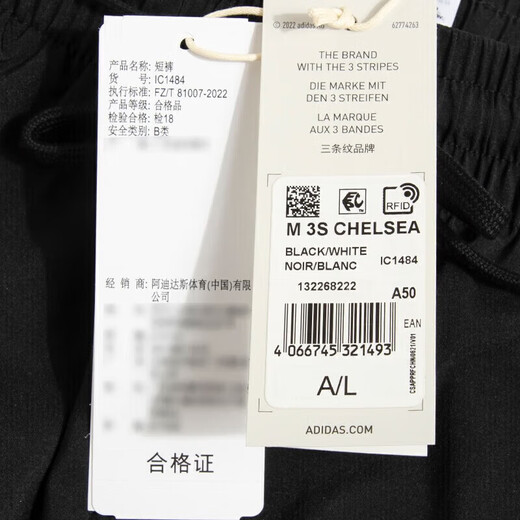 产品名称: 短裤
货 号: IC1484
执行标准: FZ/T 81007-2022
产品等级: 合格品
检验合格: 检18
安全类别: B类
经 销 商: 阿迪达斯体育(中国)有限
公司
合格证
© 2022 adidas AG
62774763
THE BRAND
WITH THE 3 STRIPES
DIE MARKE MIT
DEN 3 STREIFEN
LA MARQUE
AUX 3 BANDES
三条纹品牌
RFID
M 3S CHELSEA
BLACK/WHITE
NOIR/BLANC IC1484
132268222 A50
EAN
4 066745 321493
A/L
ADIDAS.COM